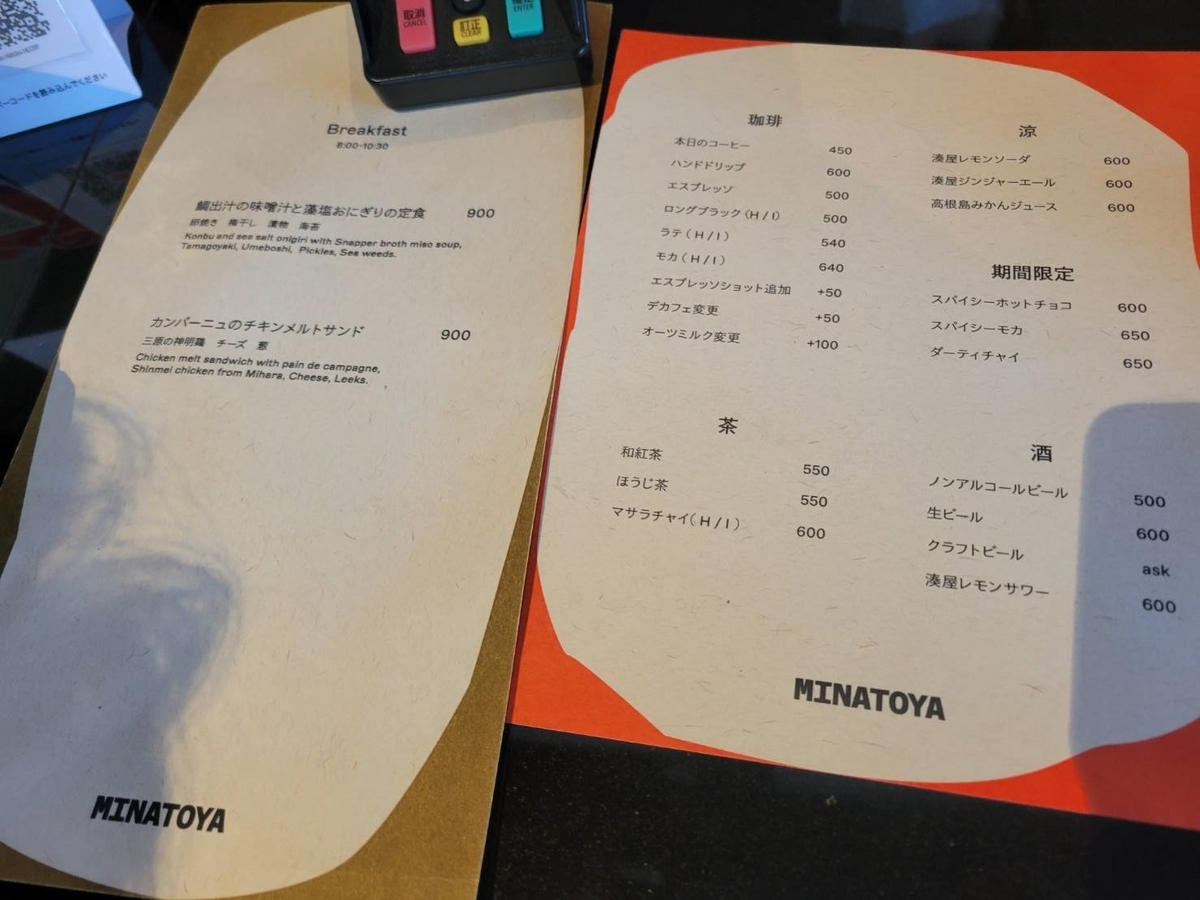 ーコードを読み込んでください
取消
CANCEL
訂正
CLEAR
ENTER
Breakfast
8:00-10:30
鯛出汁の味噌汁と藻塩おにぎりの定食 900
卵焼き 梅干し 漬物 海苔
Konbu and sea salt onigiri with Snapper broth miso soup,
Tamagoyaki, Umeboshi, Pickles, Sea weeds.
カンパーニュのチキンメルトサンド 900
三原の神明鶏 チーズ 葱
Chicken melt sandwich with pain de campagne,
Shinmei chicken from Mihara, Cheese, Leeks.
MINATOYA
珈琲
本日のコーヒー 450
ハンドドリップ 600
エスプレッソ 500
ロングブラック (H/I) 500
ラテ (H/I) 540
モカ (H/I) 640
エスプレッソショット追加 +50
デカフェ変更 +50
オーツミルク変更 +100
茶
和紅茶 550
ほうじ茶 550
マサラチャイ(H/I) 600
涼
湊屋レモンソーダ 600
湊屋ジンジャーエール 600
高根島みかんジュース 600
期間限定
スパイシーホットチョコ 600
スパイシーモカ 650
ダーティチャイ 650
酒
ノンアルコールビール 500
生ビール 600
クラフトビール ask
湊屋レモンサワー 600
MINATOYA